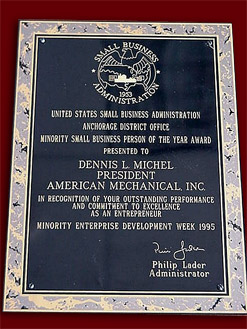 SMALL BUSINESS
1953
ADMINISTRATION
UNITED STATES SMALL BUSINESS ADMINISTRATION
ANCHORAGE DISTRICT OFFICE
MINORITY SMALL BUSINESS PERSON OF THE YEAR AWARD
PRESENTED TO
DENNIS L. MICHEL
PRESIDENT
AMERICAN MECHANICAL, INC.
IN RECOGNITION OF YOUR OUTSTANDING PERFORMANCE
AND COMMITMENT TO EXCELLENCE
AS AN ENTREPRENEUR
MINORITY ENTERPRISE DEVELOPMENT WEEK 1995
Philip Lader
Administrator